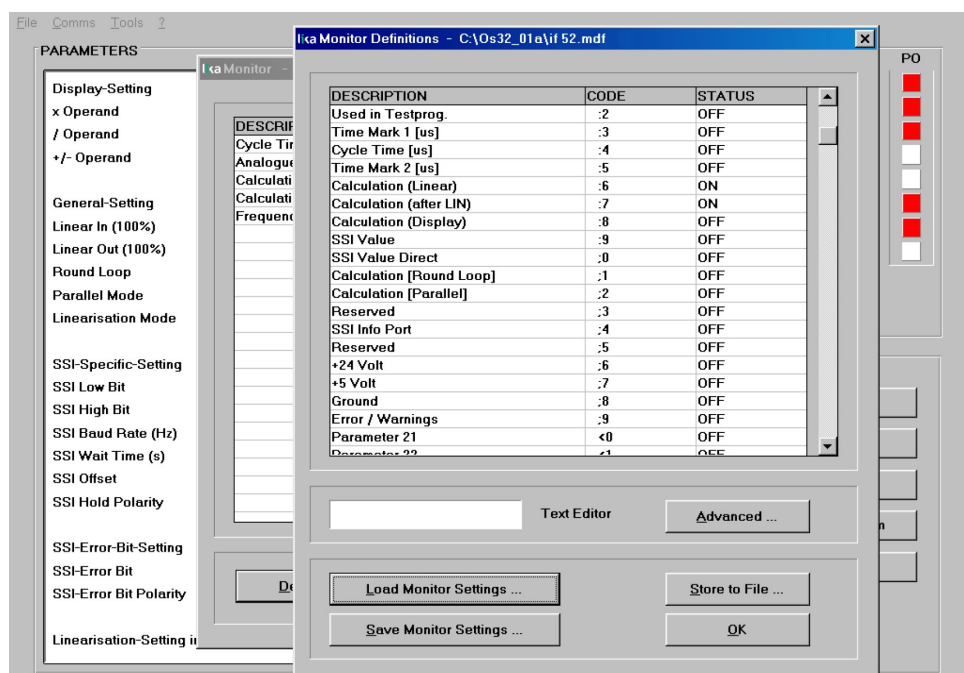 File Comms Tools ?
PARAMETERS
Display-Setting
x Operand
/ Operand
+/- Operand
General-Setting
Linear In (100%)
Linear Out (100%)
Round Loop
Parallel Mode
Linearisation Mode
SSI-Specific-Setting
SSI Low Bit
SSI High Bit
SSI Baud Rate (Hz)
SSI Wait Time (s)
SSI Offset
SSI Hold Polarity
SSI-Error-Bit-Setting
SSI-Error Bit
SSI-Error Bit Polarity
Linearisation-Setting
Monitor -
DESCRIP
Cycle
Analogue
Calculati
Calculati
Frequenc
De
Monitor Definitions - C:\Os32_01a\if 52.mdf
DESCRIPTION CODE STATUS
Used in Testprog. :2 OFF
Time Mark 1 [us] :3 OFF
Cycle Time [us] :4 OFF
Time Mark 2 [us] :5 OFF
Calculation (Linear) :6 ON
Calculation (after LIN) :7 ON
Calculation (Display) :8 OFF
SSI Value :9 OFF
SSI Value Direct ;0 OFF
Calculation [Round Loop] ;1 OFF
Calculation [Parallel] ;2 OFF
Reserved ;3 OFF
SSI Info Port ;4 OFF
Reserved ;5 OFF
+24 Volt ;6 OFF
+5 Volt ;7 OFF
Ground ;8 OFF
Error / Warnings ;9 OFF
Parameter 21 <0 OFF
Parameter 22 <1 OFF
Text Editor
Advanced ...
Load Monitor Settings ...
Store to File ...
Save Monitor Settings ...
OK
PO